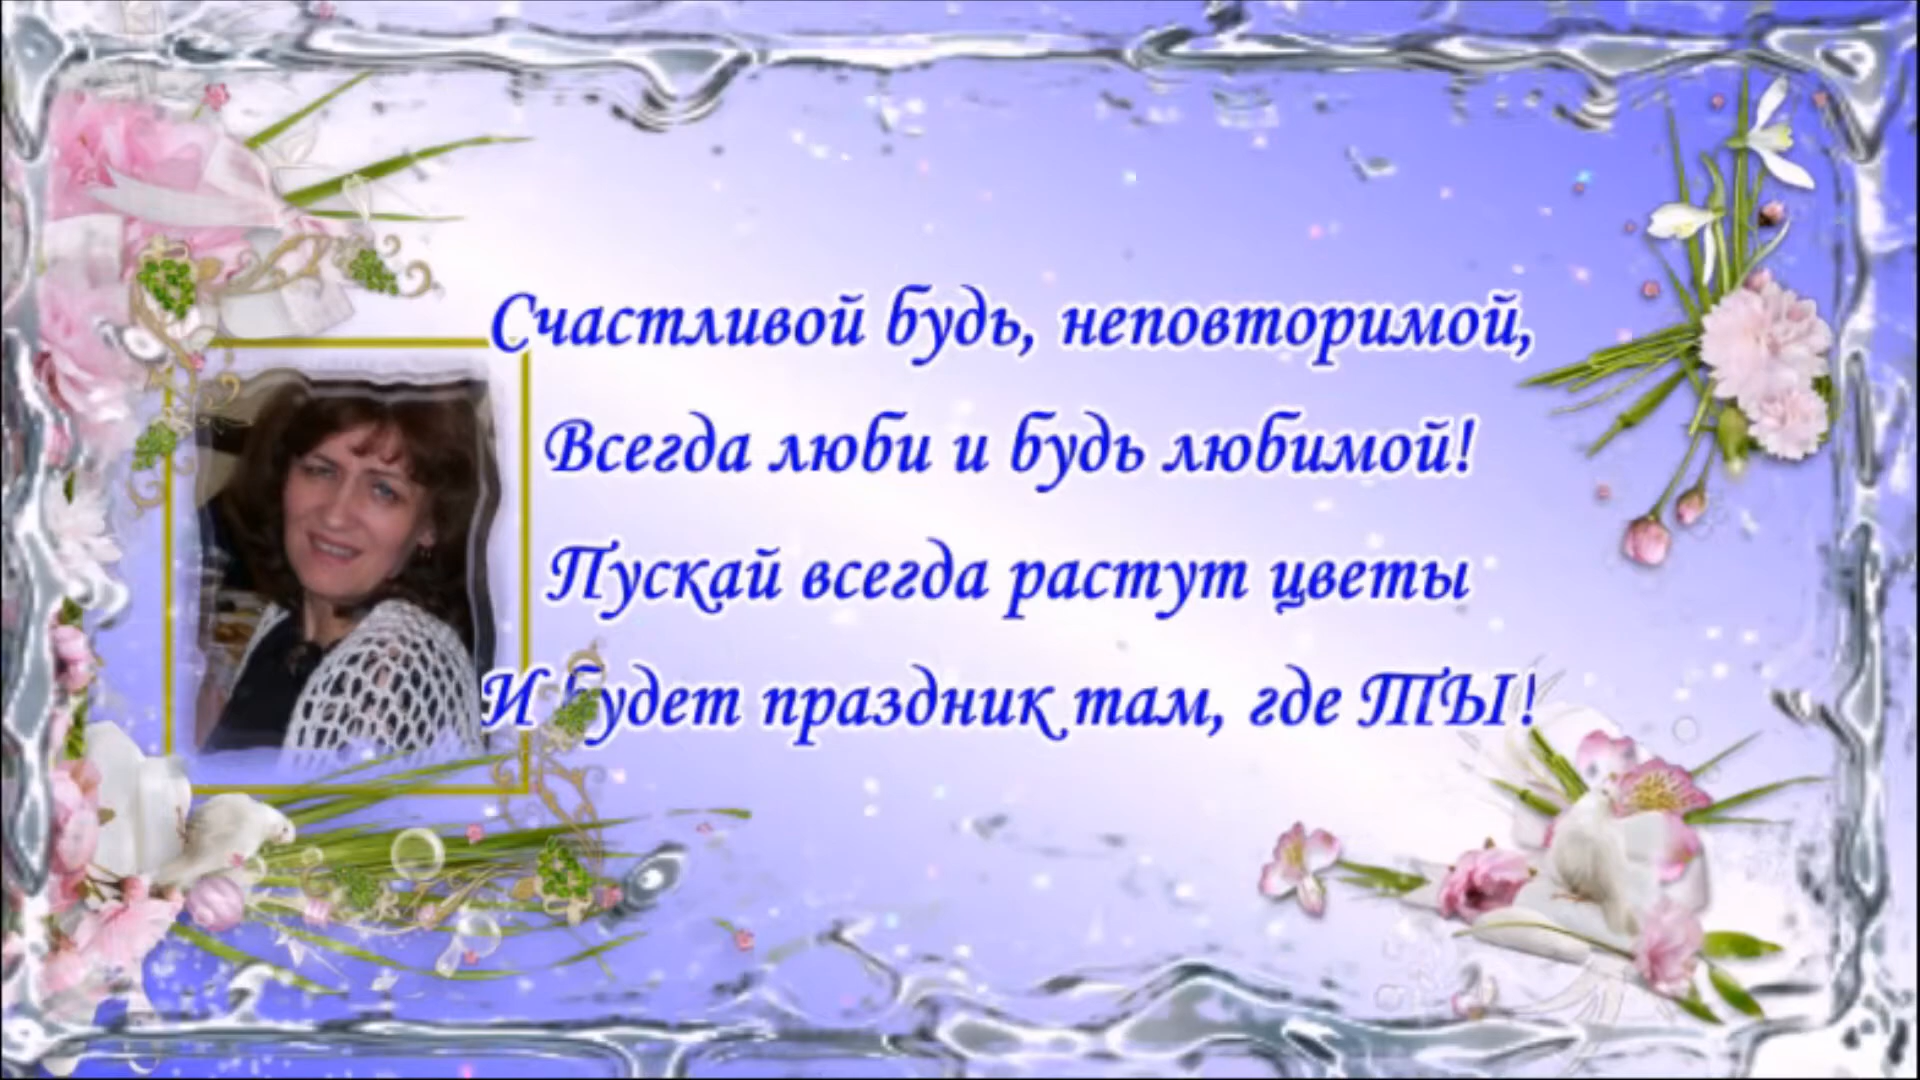 Счастливой будь, неповторимой,
Всегда люби и будь любимой!
Пускай всегда растут цветы
И будет праздник там, где ТЫ!